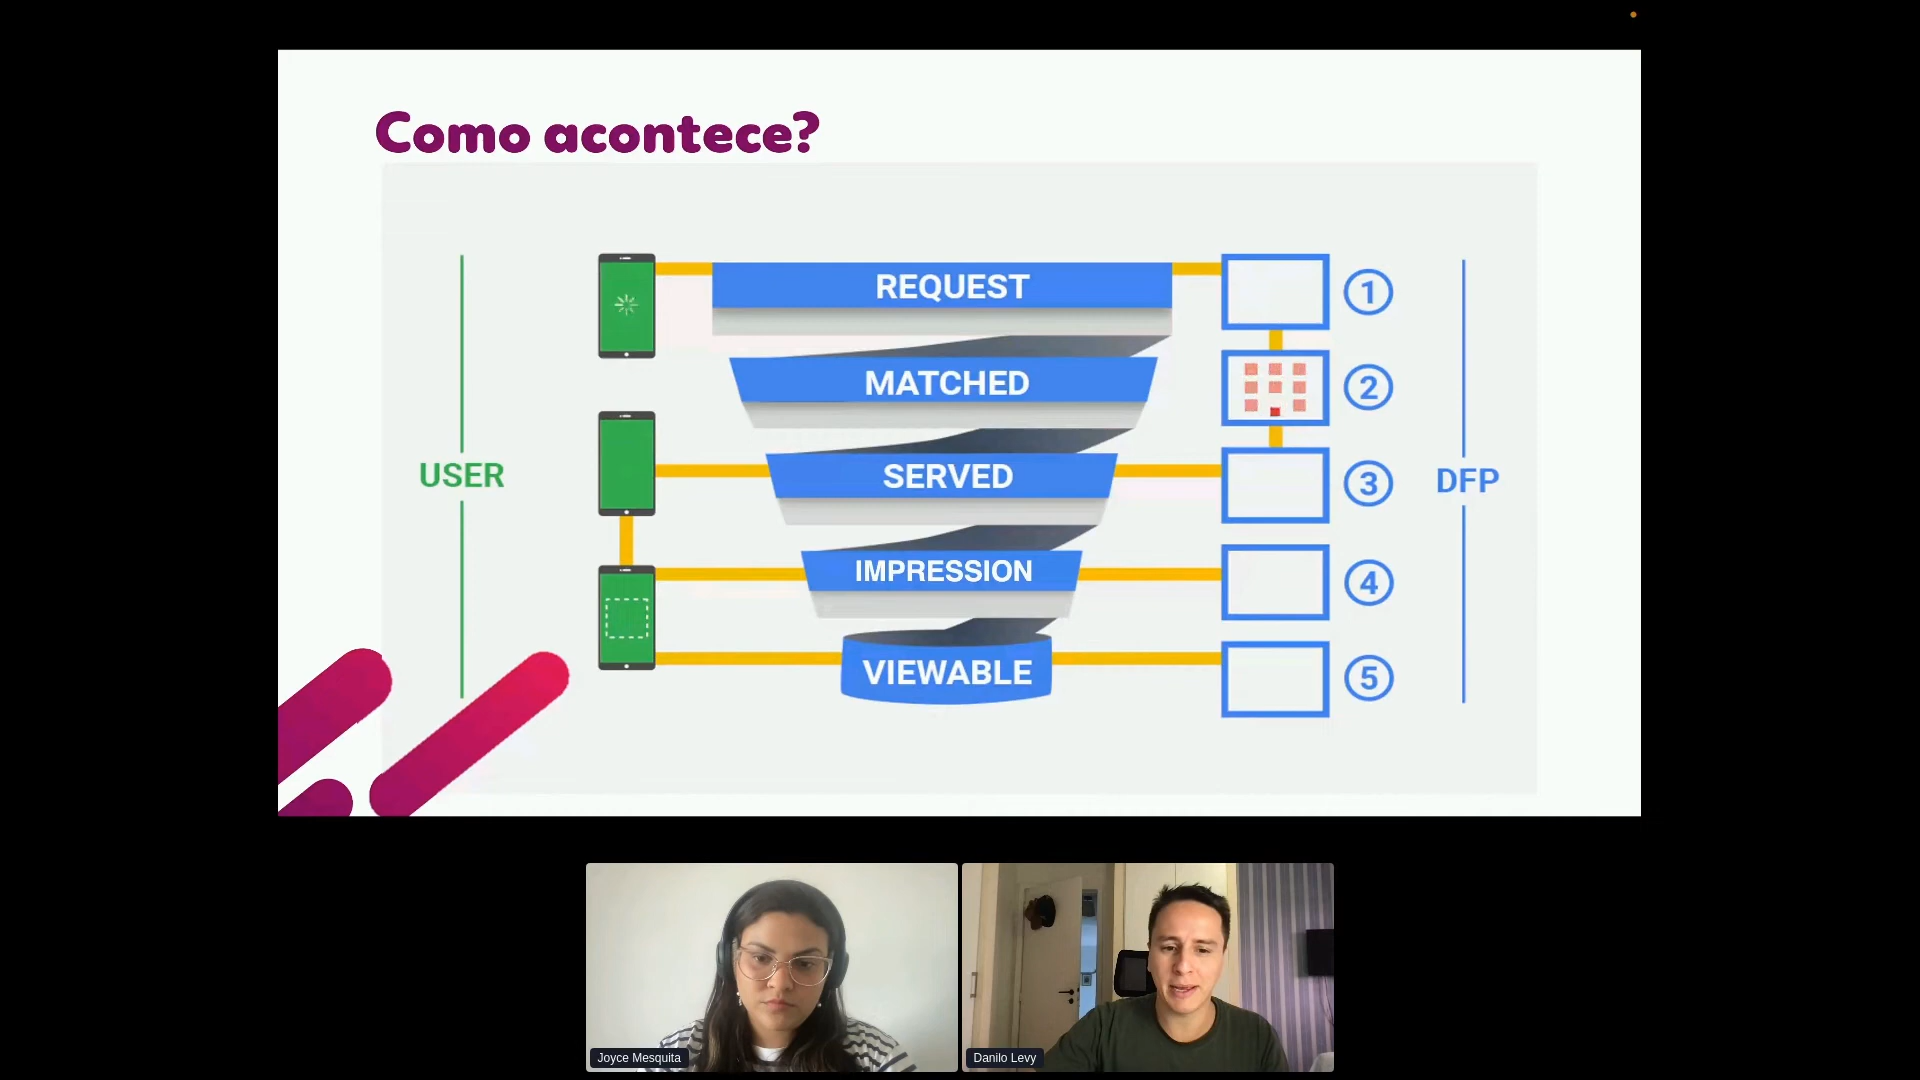 Como acontece?
REQUEST
1
MATCHED
2
USER
SERVED
3
DFP
IMPRESSION
4
VIEWABLE
5
Joyce Mesquita
Danilo Levy